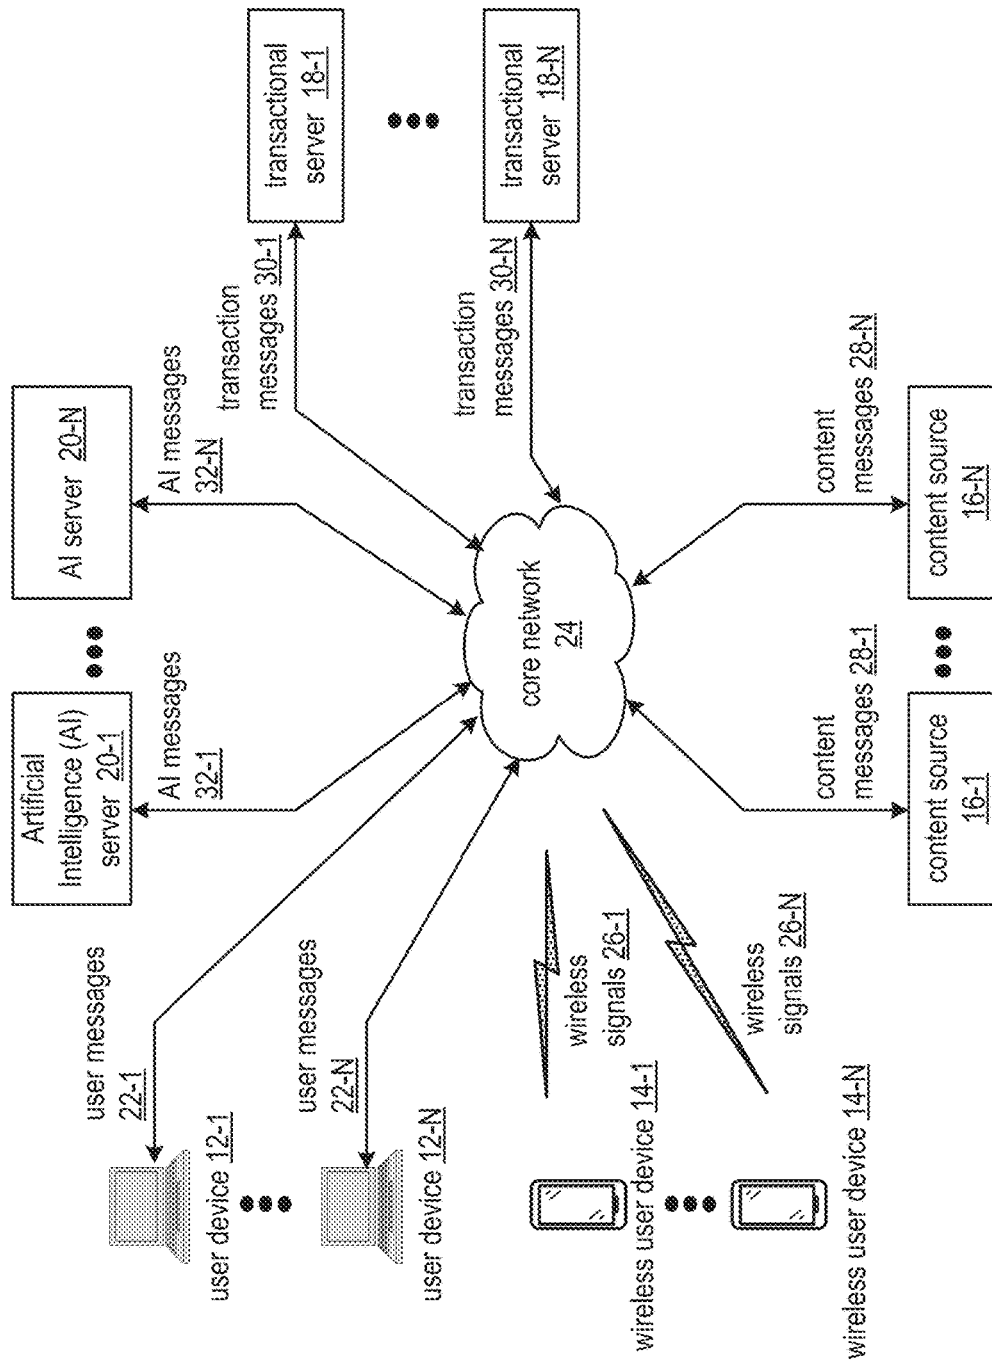 Artificial
Intelligence (AI)
server 20-1
AI server 20-N
AI messages
32-1
AI messages
32-N
transactional
server 18-1
transaction
messages 30-1
transactional
server 18-N
transaction
messages 30-N
user messages
22-1
user device 12-1
user messages
22-N
user device 12-N
core network
24
wireless
signals 26-1
wireless user device 14-1
wireless
signals 26-N
wireless user device 14-N
content
messages 28-1
content source
16-1
content
messages 28-N
content source
16-N